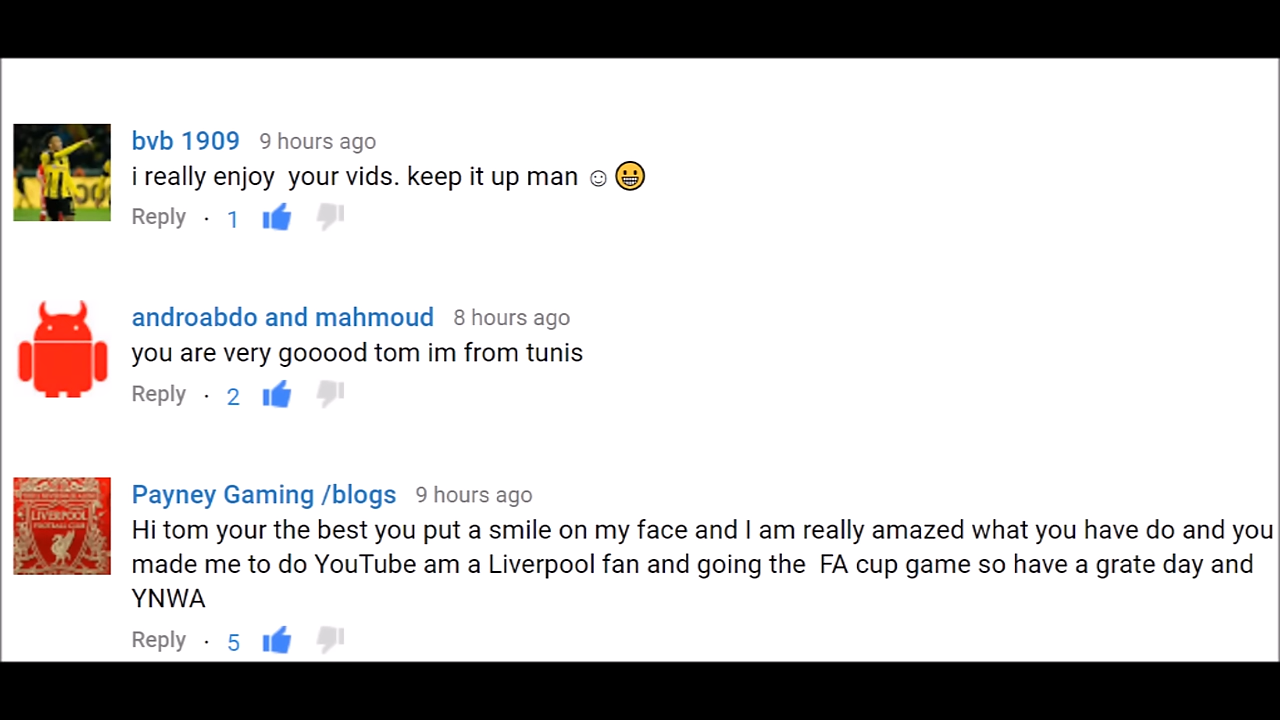 bvb 1909 9 hours ago
i really enjoy your vids. keep it up man ☺😀
Reply · 1
androabdo and mahmoud 8 hours ago
you are very gooood tom im from tunis
Reply · 2
LIVERPOOL
FOOTBALL CLUB
Payney Gaming /blogs 9 hours ago
Hi tom your the best you put a smile on my face and I am really amazed what you have do and you
made me to do YouTube am a Liverpool fan and going the FA cup game so have a grate day and
YNWA
Reply · 5